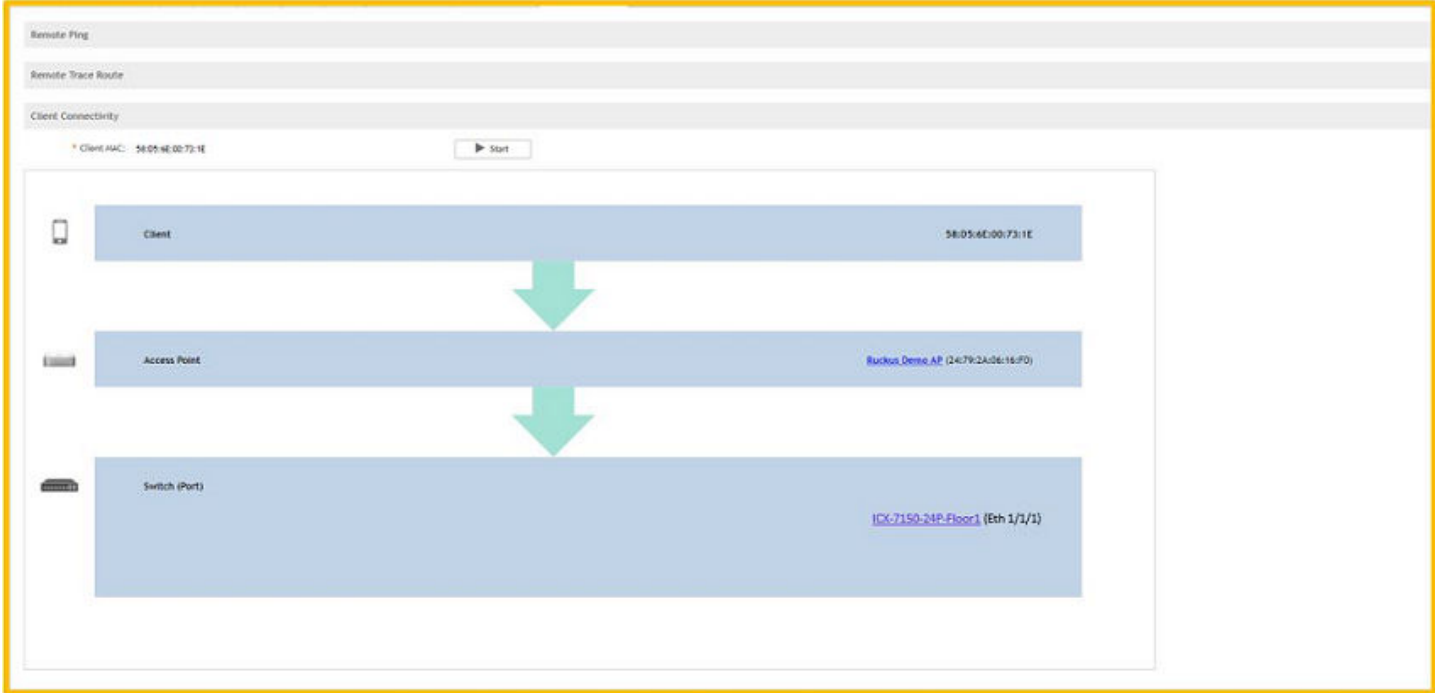 Remote Ping
Remote Trace Route
Client Connectivity
* Client MAC: 58:05:6E:00:73:1E Start
Client 58:05:6E:00:73:1E
Access Point Ruckus Demo AP (24:79:2A:06:16:F0)
Switch (Port)
ICX-7150-24P-Floor1 (Eth 1/1/1)